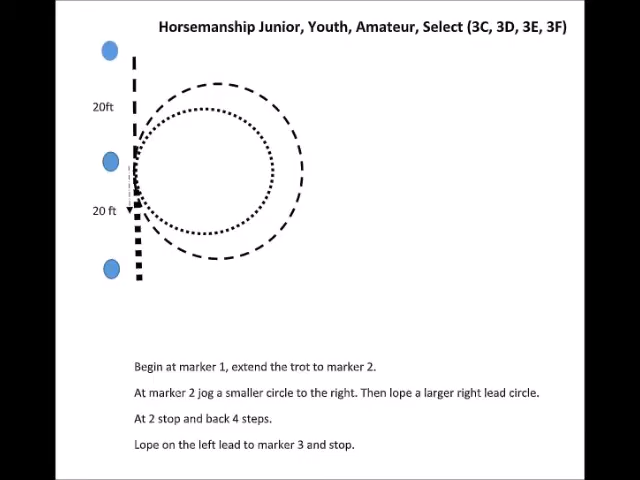 Horsemanship Junior, Youth, Amateur, Select (3C, 3D, 3E, 3F)
20ft
20 ft
Begin at marker 1, extend the trot to marker 2.
At marker 2 jog a smaller circle to the right. Then lope a larger right lead circle.
At 2 stop and back 4 steps.
Lope on the left lead to marker 3 and stop.